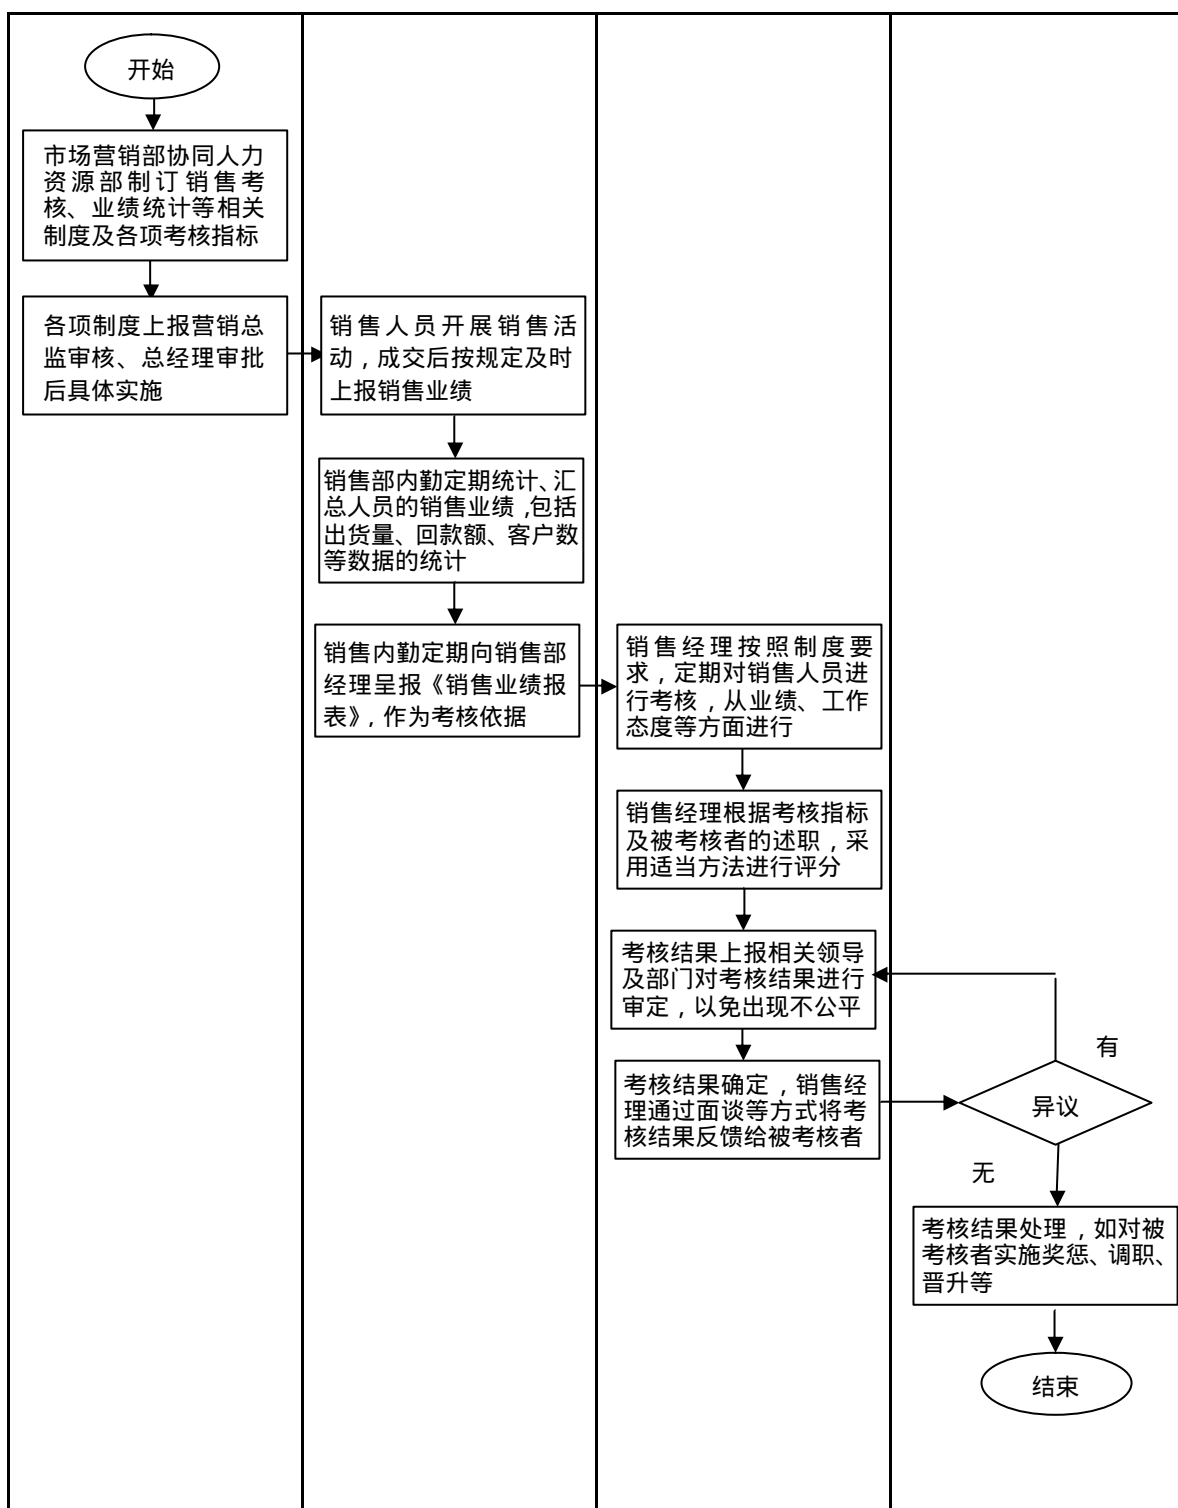 开始
市场营销部协同人力
资源部制订销售考
核、业绩统计等相关
制度及各项考核指标
各项制度上报营销总
监审核、总经理审批
后具体实施
销售人员开展销售活
动，成交后按规定及时
上报销售业绩
销售部内勤定期统计、汇
总人员的销售业绩，包括
出货量、回款额、客户数
等数据的统计
销售内勤定期向销售部
经理呈报《销售业绩报
表》，作为考核依据
销售经理按照制度要
求，定期对销售人员进
行考核，从业绩、工作
态度等方面进行
销售经理根据考核指标
及被考核者的述职，采
用适当方法进行评分
考核结果上报相关领导
及部门对考核结果进行
审定，以免出现不公平
考核结果确定，销售经
理通过面谈等方式将考
核结果反馈给被考核者
有
异议
无
考核结果处理，如对被
考核者实施奖惩、调职、
晋升等
结束